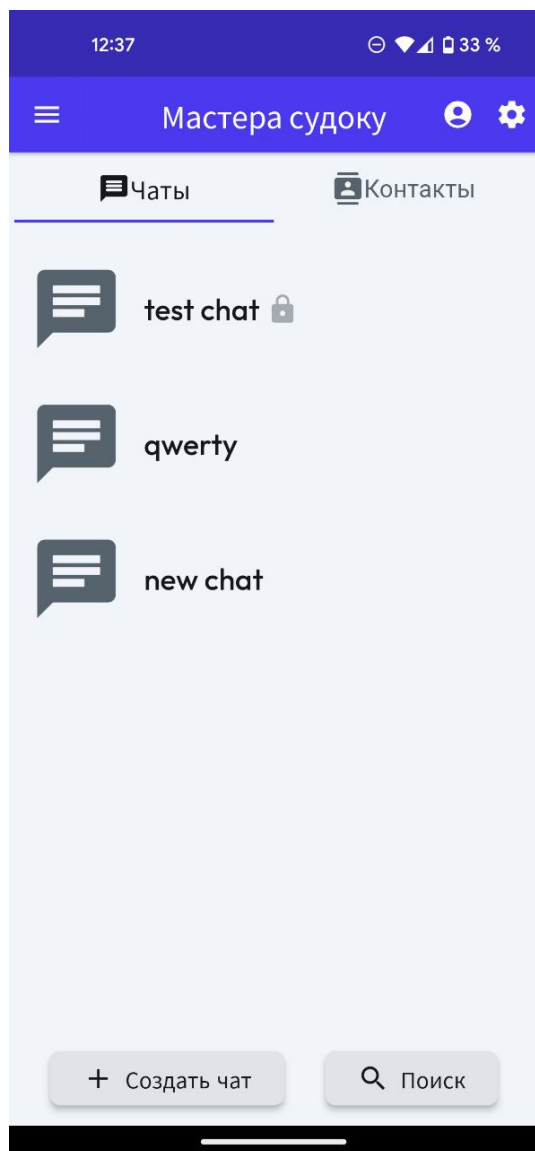 12:37 33 %
Мастера судоку
Чаты Контакты
test chat
qwerty
new chat
+ Создать чат Поиск